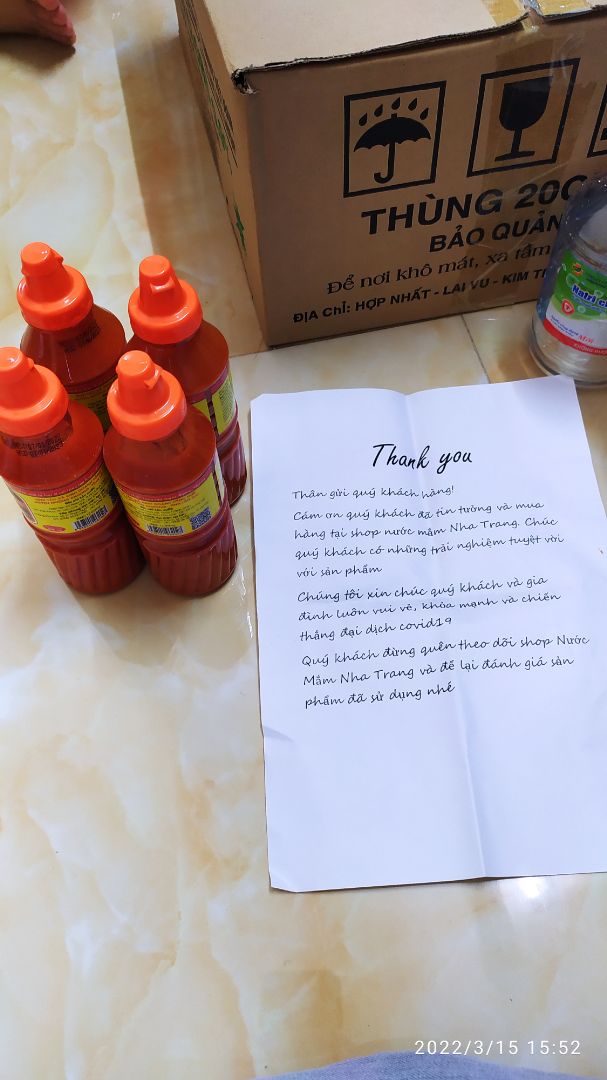 THÙNG 20C
BẢO QUẢN
Để nơi khô mát, xa tầm
ĐỊA CHỈ: HỢP NHẤT - LAI VU - KIM T
Natri C
Thank you
Thân gửi quý khách hàng!
Cám ơn quý khách đã tin tưởng và mua
hàng tại shop nước mắm Nha Trang. Chúc
quý khách có những trải nghiệm tuyệt vời
với sản phẩm
Chúng tôi xin chúc quý khách và gia
đình luôn vui vẻ, khỏa mạnh và chiến
thắng đại dịch covid19
Quý khách đừng quên theo dõi shop Nước
Mắm Nha Trang và để lại đánh giá sản
phẩm đã sử dụng nhé
2022/3/15 15:52